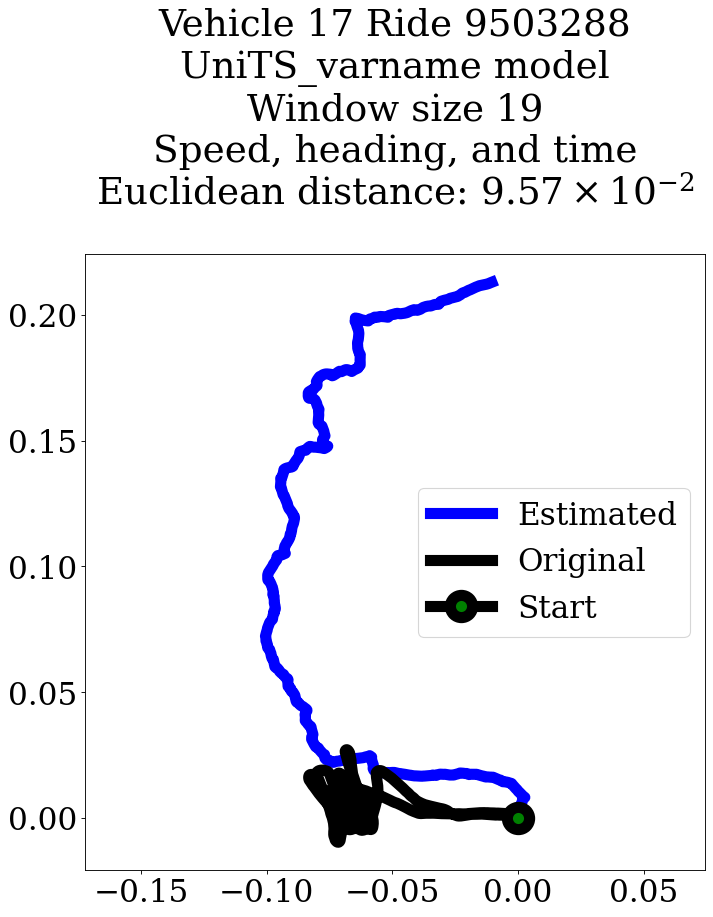 Vehicle 17 Ride 9503288
UniTS_varname model
Window size 19
Speed, heading, and time
Euclidean distance: 9.57 × 10⁻²
0.20
0.15
0.10
0.05
0.00
Estimated
Original
Start
−0.15 −0.10 −0.05 0.00 0.05